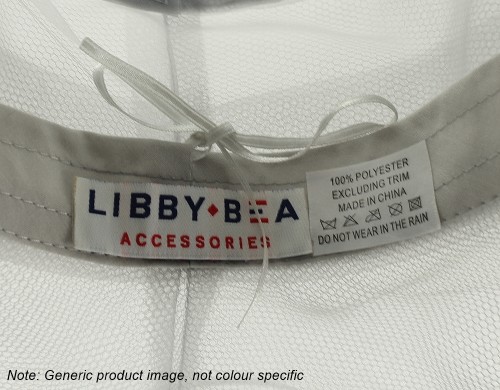 LIBBY♦BEA
ACCESSORIES
100% POLYESTER
EXCLUDING TRIM
MADE IN CHINA
DO NOT WEAR IN THE RAIN
Note: Generic product image, not colour specific